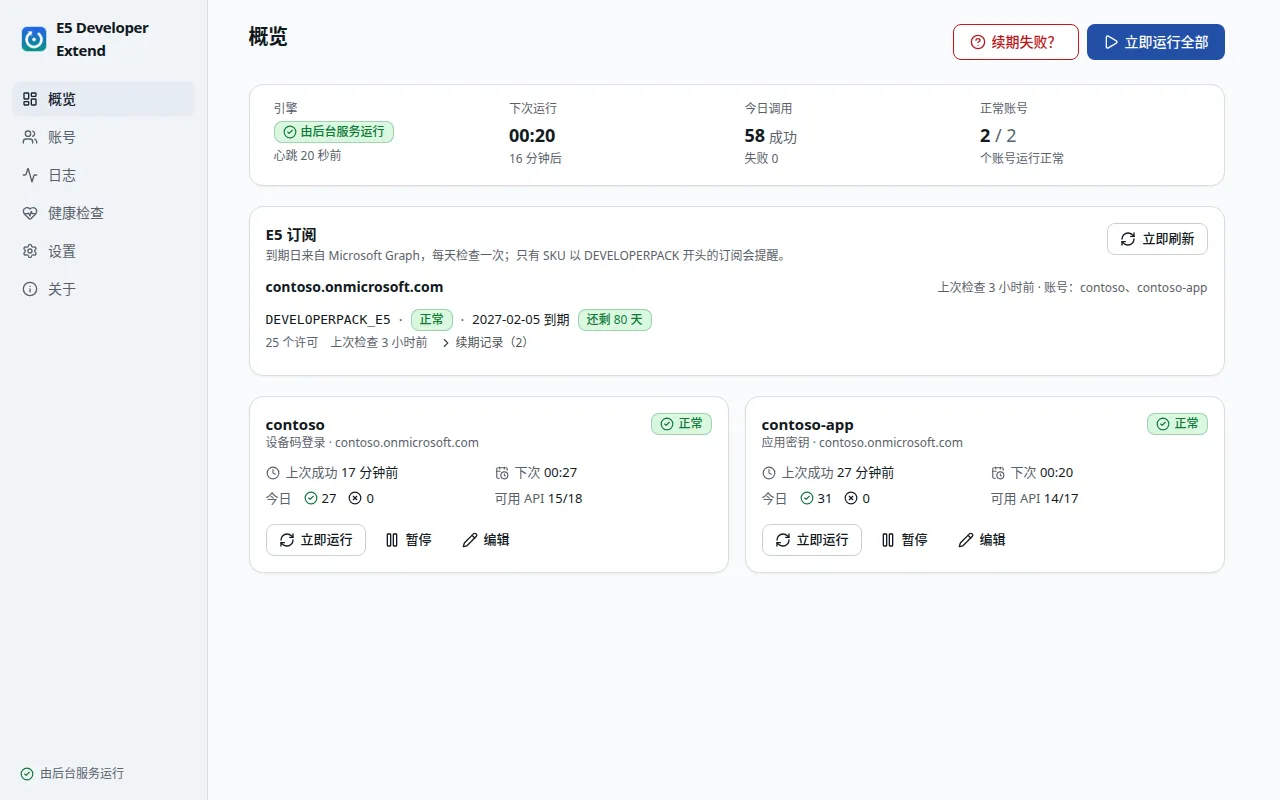 E5 Developer
Extend
概览
账号
日志
健康检查
设置
关于
由后台服务运行
概览
续期失败？
立即运行全部
引擎
由后台服务运行
心跳 20 秒前
下次运行
00:20
16 分钟后
今日调用
58 成功
失败 0
正常账号
2 / 2
个账号运行正常
E5 订阅
立即刷新
到期日来自 Microsoft Graph，每天检查一次；只有 SKU 以 DEVELOPERPACK 开头的订阅会提醒。
contoso.onmicrosoft.com
上次检查 3 小时前 · 账号：contoso、contoso-app
DEVELOPERPACK_E5 · 正常 · 2027-02-05 到期 还剩 80 天
25 个许可 上次检查 3 小时前 续期记录（2）
contoso
正常
设备码登录 · contoso.onmicrosoft.com
上次成功 17 分钟前 下次 00:27
今日 27 0 可用 API 15/18
立即运行 暂停 编辑
contoso-app
正常
应用密钥 · contoso.onmicrosoft.com
上次成功 27 分钟前 下次 00:20
今日 31 0 可用 API 14/17
立即运行 暂停 编辑